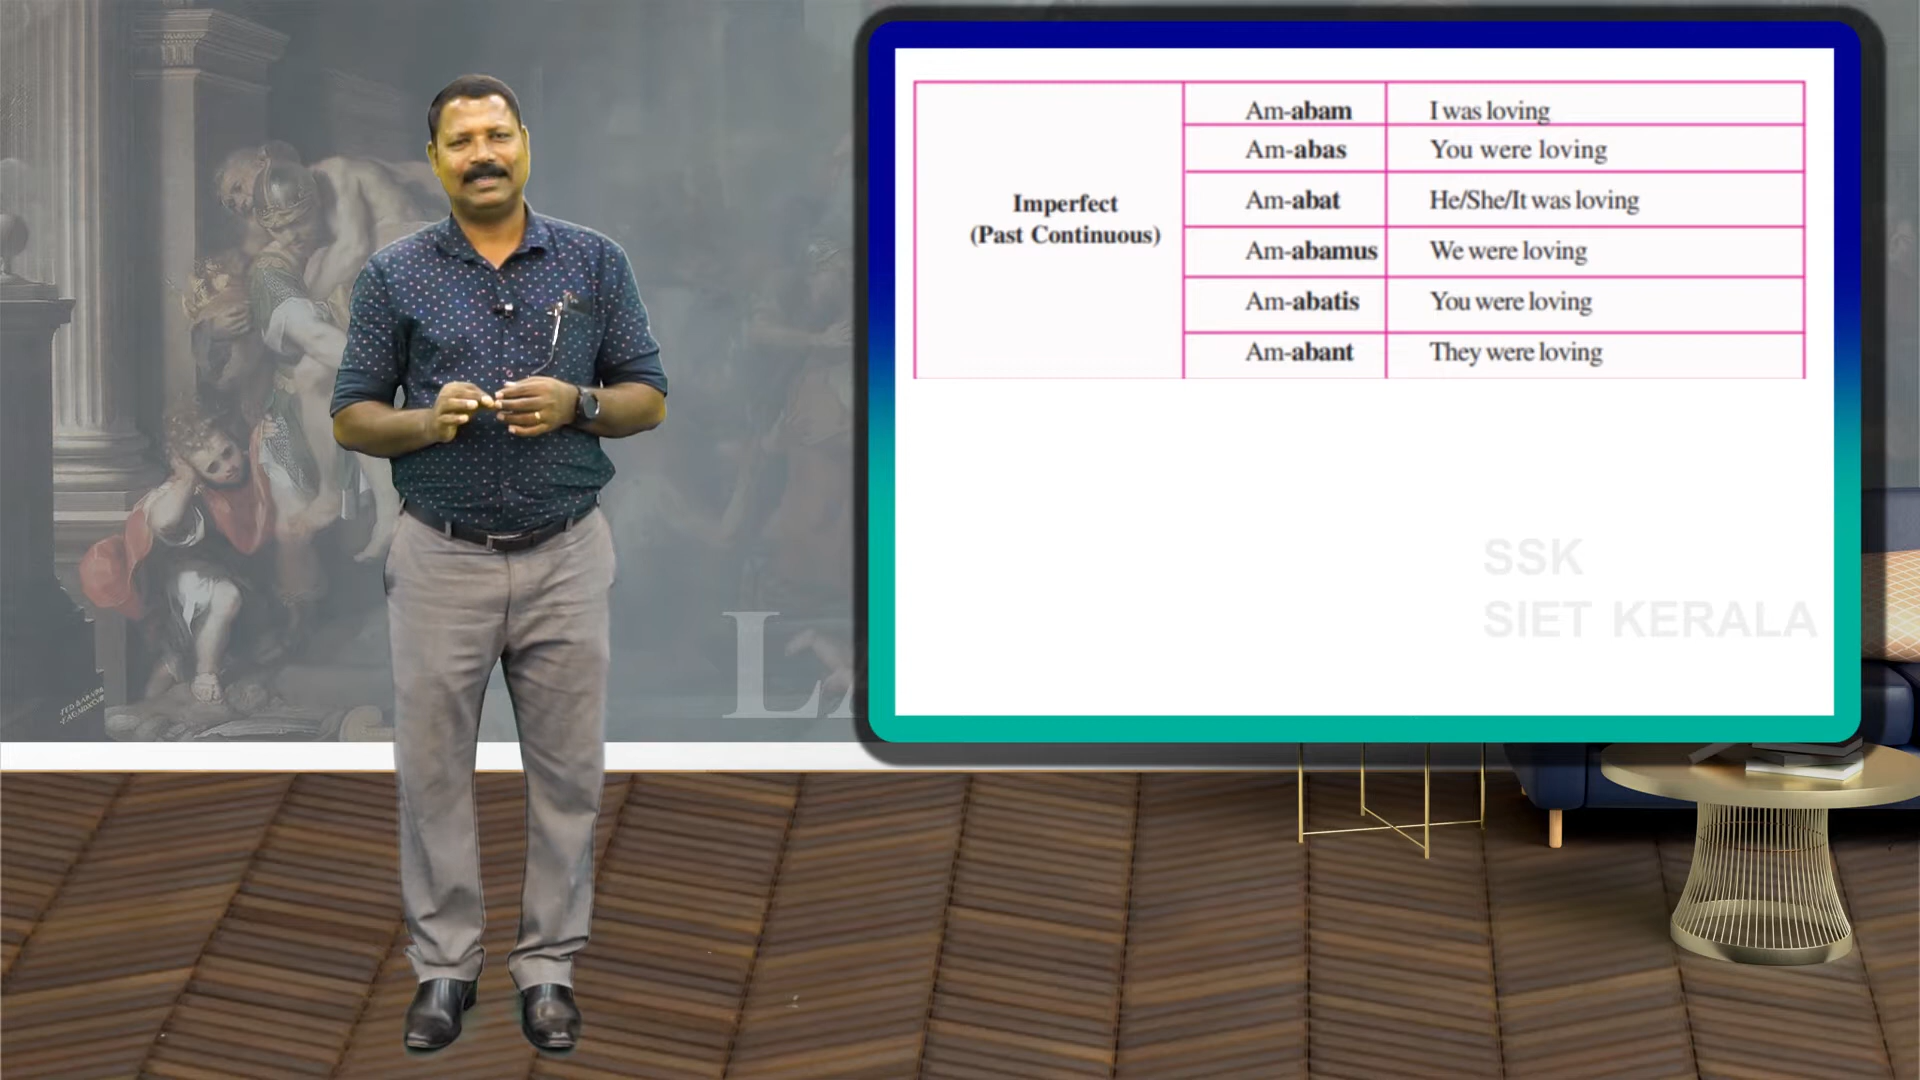 Imperfect
(Past Continuous)
Am-abam I was loving
Am-abas You were loving
Am-abat He/She/It was loving
Am-abamus We were loving
Am-abatis You were loving
Am-abant They were loving
SSK
SIET KERALA